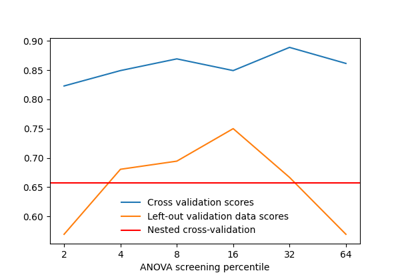 0.90
0.85
0.80
0.75
0.70
0.65
0.60
Cross validation scores
Left-out validation data scores
Nested cross-validation
2 4 8 16 32 64
ANOVA screening percentile